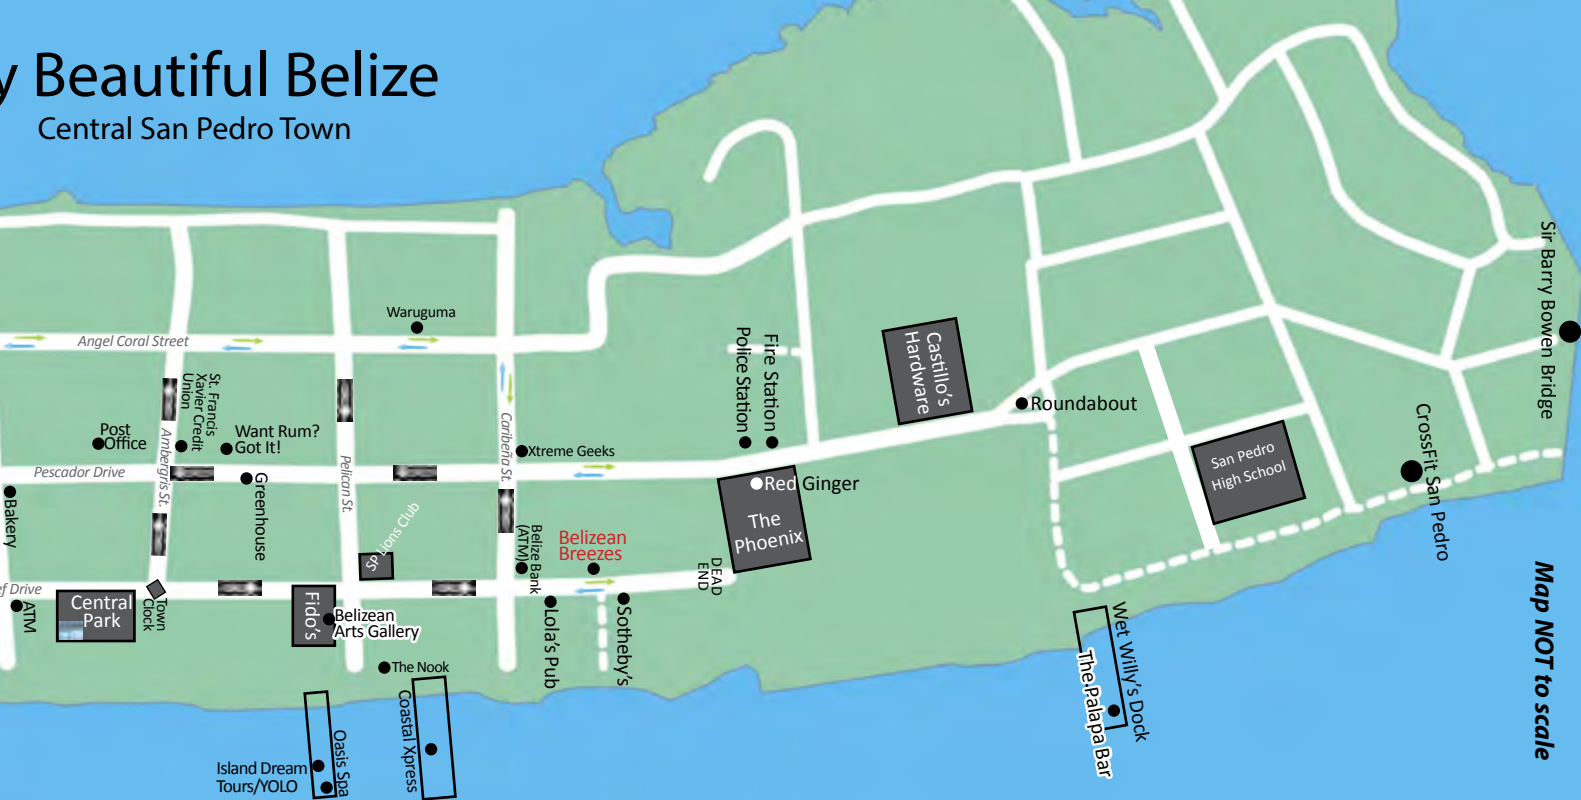 y Beautiful Belize
Central San Pedro Town
Waruguma
Angel Coral Street
St. Francis
Xavier Credit
Union
Post
Office
Want Rum?
Got It!
Ambergris St.
Pescador Drive
Bakery
Greenhouse
Pelican St.
Caribeña St.
Xtreme Geeks
SP Lions Club
Belize Bank
(ATM)
Belizean
Breezes
ef Drive
ATM
Central
Park
Town
Clock
Fido's
Belizean
Arts Gallery
The Nook
Lola's Pub
Sotheby's
DEAD
END
Coastal Xpress
Oasis Spa
Island Dream
Tours/YOLO
Police Station
Fire Station
Red Ginger
The
Phoenix
Castillo's
Hardware
Roundabout
San Pedro
High School
CrossFit San Pedro
Sir Barry Bowen Bridge
Wet Willy's Dock
The Palapa Bar
Map NOT to scale